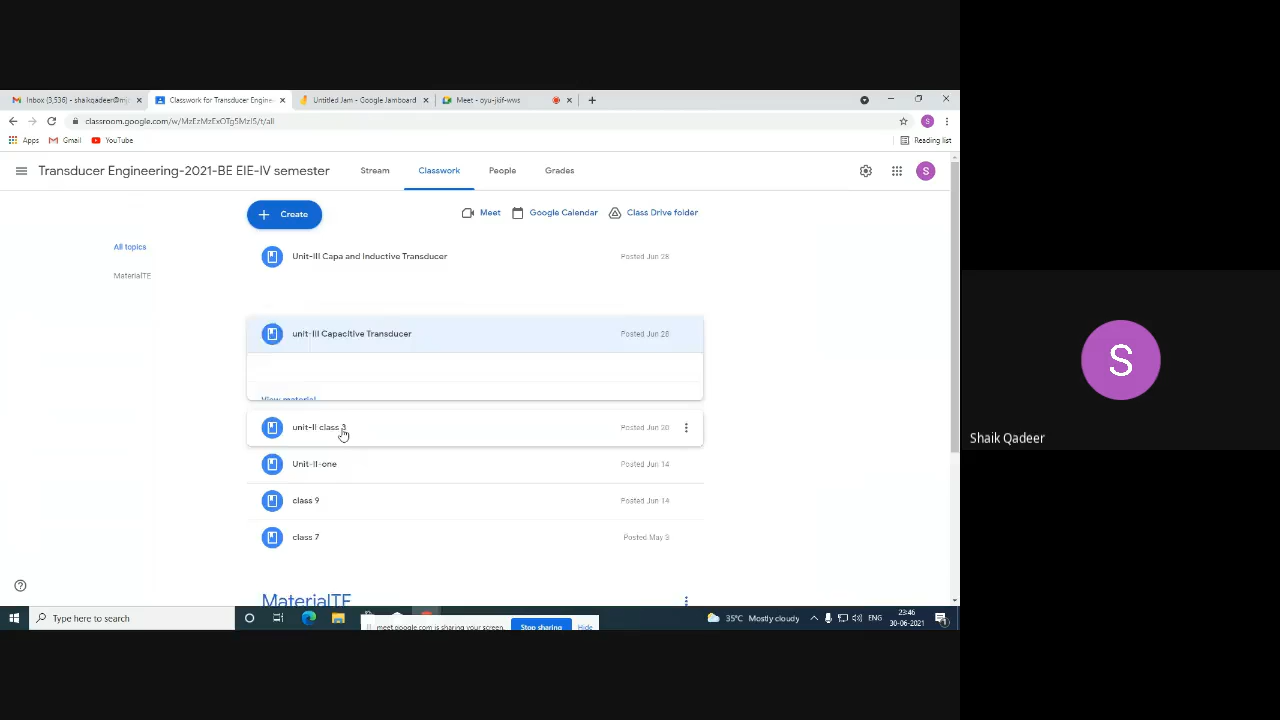 Inbox (3,536) - shaikqadeer@mj
Classwork for Transducer Engine
Untitled Jam - Google Jamboard
Meet - oyu-jkif-wws
classroom.google.com/w/MzEzMzExOTg5MzI5/t/all
Apps
Gmail
YouTube
Reading list
Transducer Engineering-2021-BE EIE-IV semester
Stream
Classwork
People
Grades
S
Create
Meet
Google Calendar
Class Drive folder
All topics
MaterialTE
Unit-III Capa and Inductive Transducer
Posted Jun 28
unit-III Capacitive Transducer
Posted Jun 28
View material
unit-II class 3
Posted Jun 20
Unit-II-one
Posted Jun 14
class 9
Posted Jun 14
class 7
Posted May 3
MaterialTE
Type here to search
meet.google.com is sharing your screen.
Stop sharing
Hide
35°C Mostly cloudy
ENG
23:46
30-06-2021
S
Shaik Qadeer